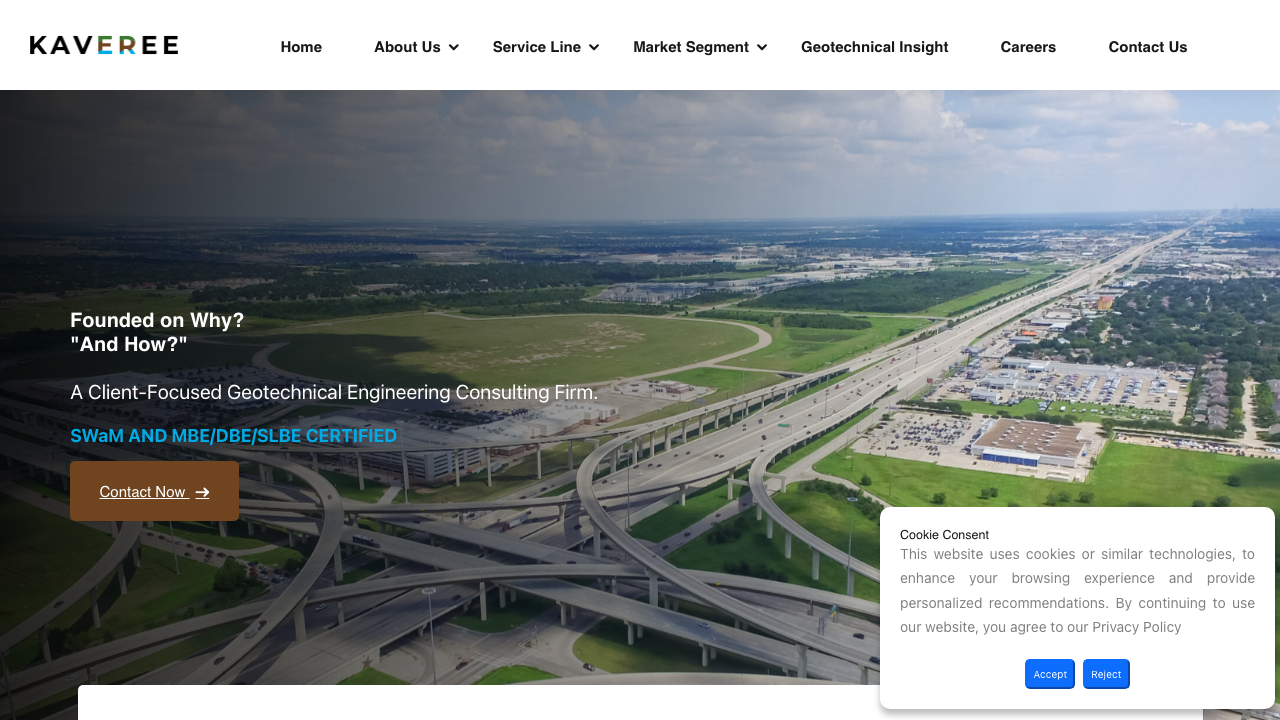 KAVEREE
Home
About Us
Service Line
Market Segment
Geotechnical Insight
Careers
Contact Us
Founded on Why?
"And How?"
A Client-Focused Geotechnical Engineering Consulting Firm.
SWaM AND MBE/DBE/SLBE CERTIFIED
Contact Now
Cookie Consent
This website uses cookies or similar technologies, to
enhance your browsing experience and provide
personalized recommendations. By continuing to use
our website, you agree to our Privacy Policy
Accept
Reject